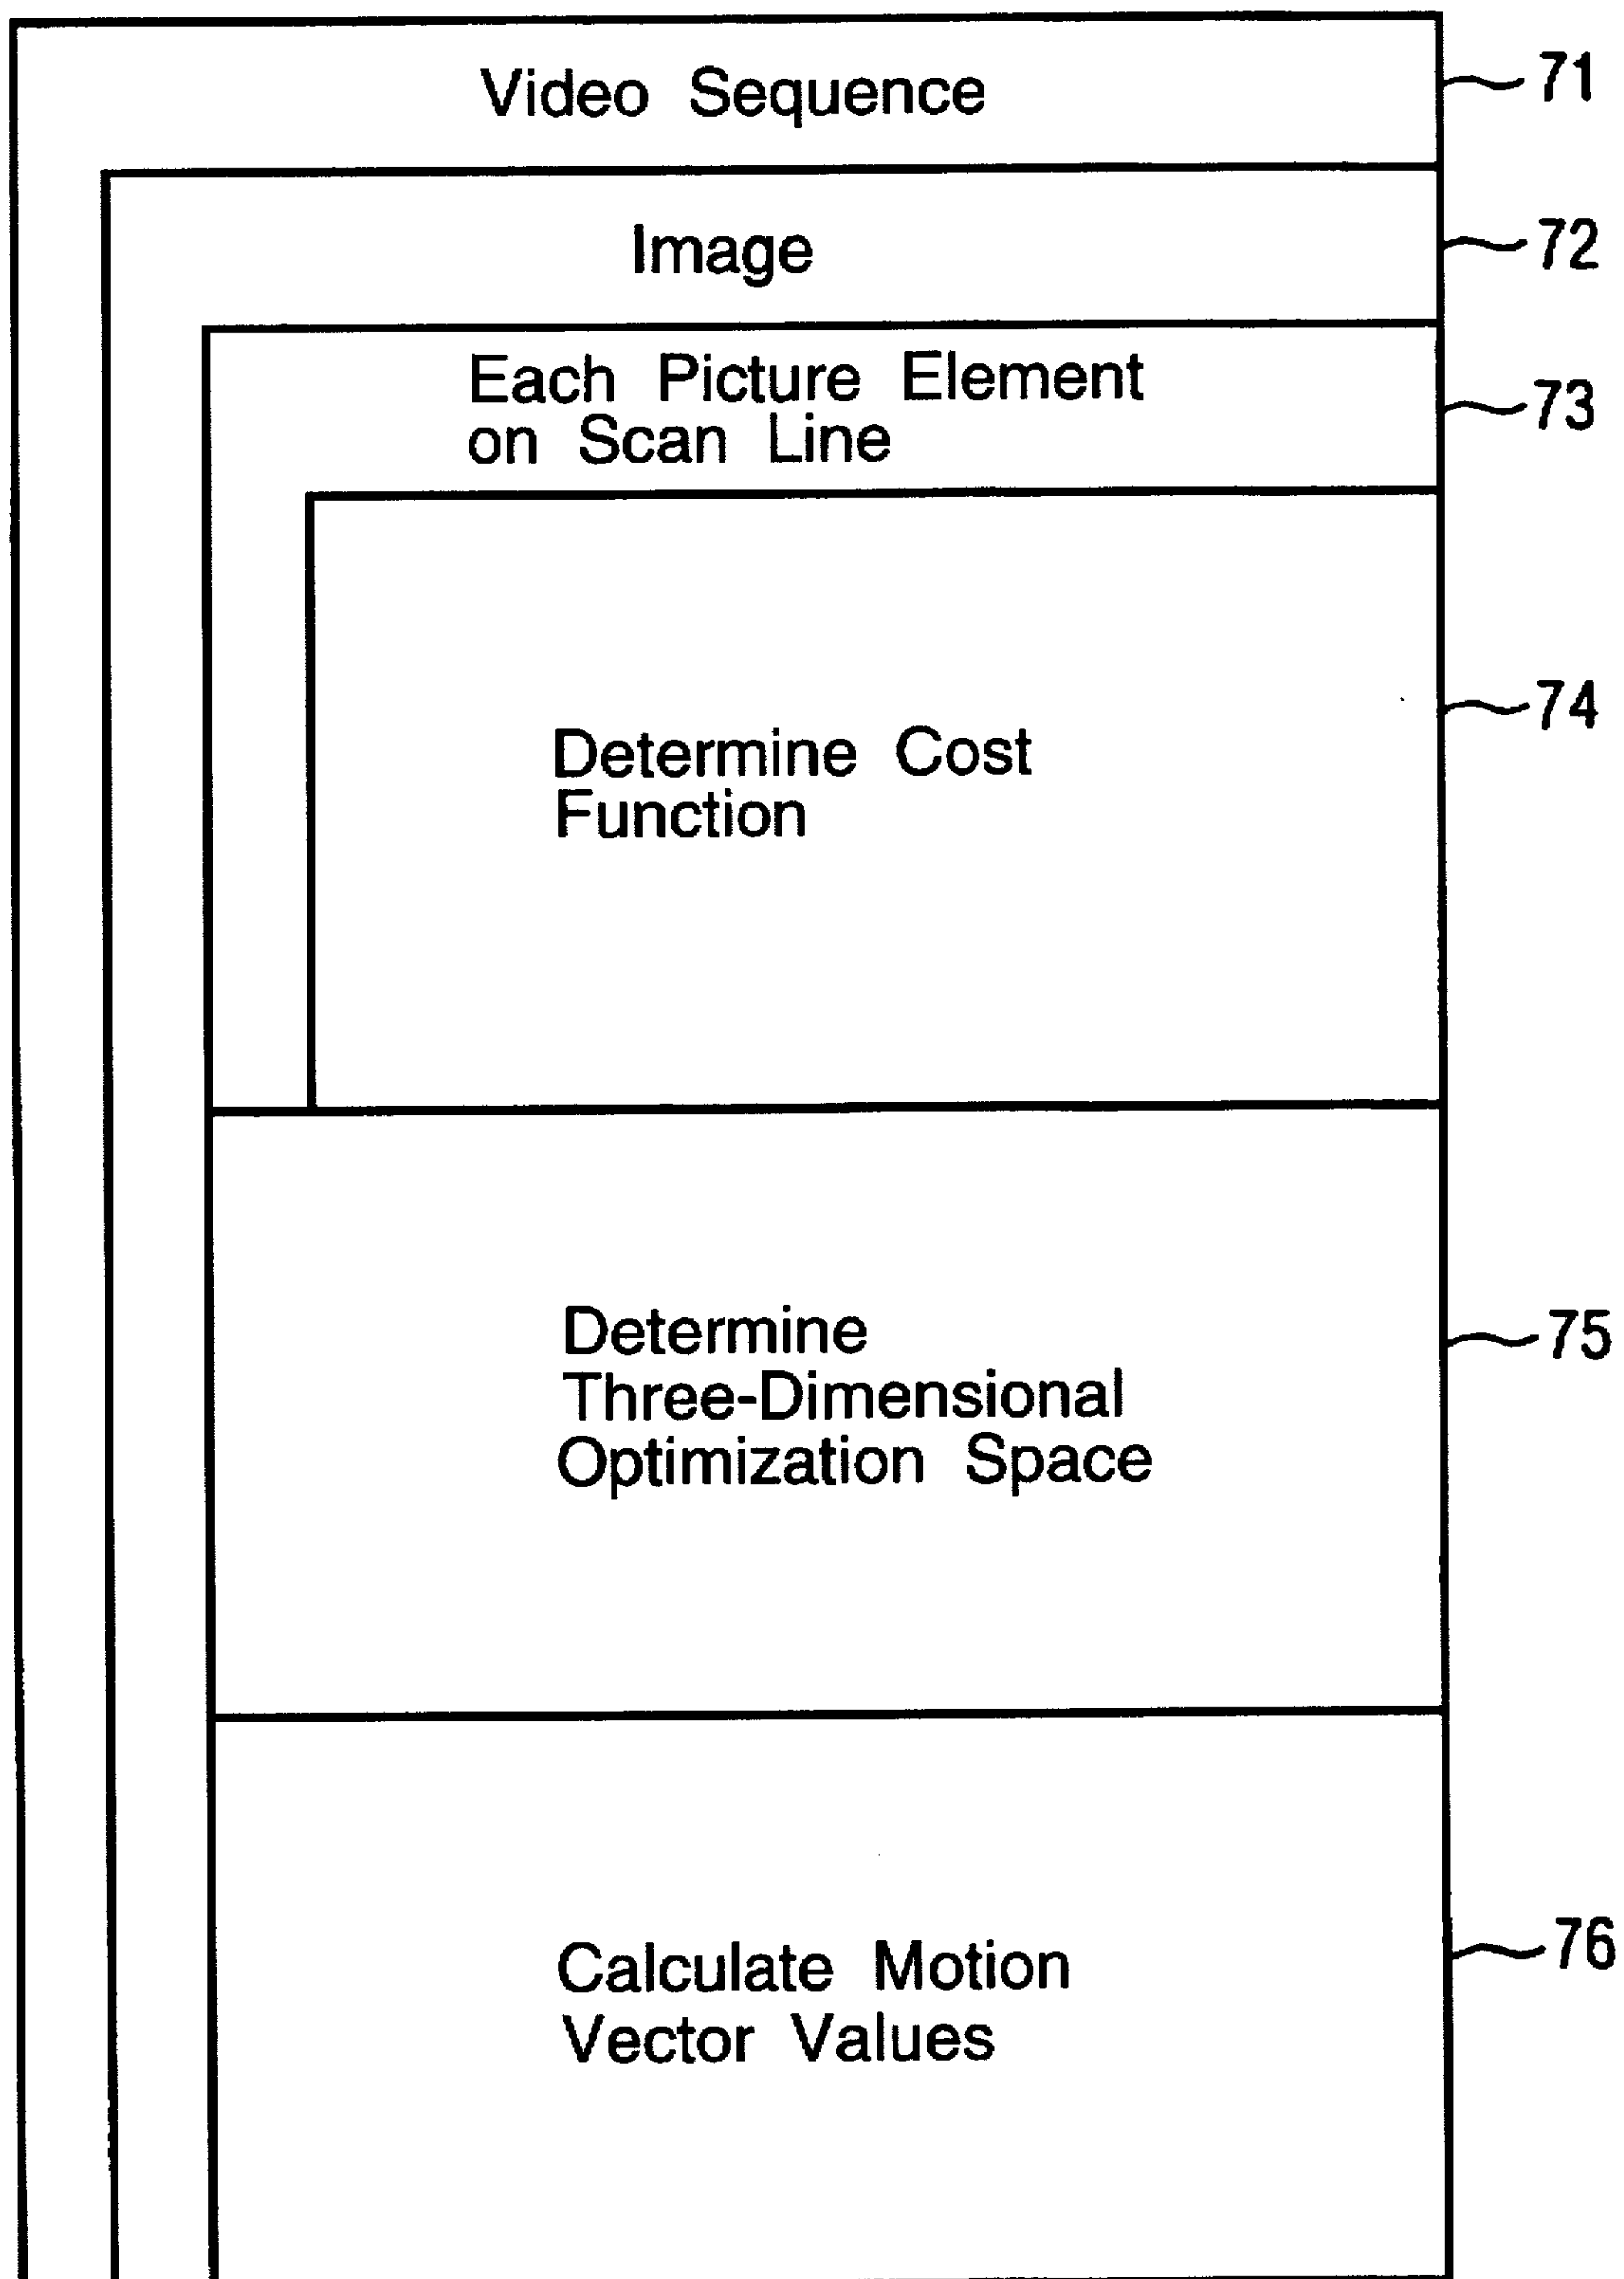 Video Sequence
71
Image
72
Each Picture Element
on Scan Line
73
Determine Cost
Function
74
Determine
Three-Dimensional
Optimization Space
75
Calculate Motion
Vector Values
76